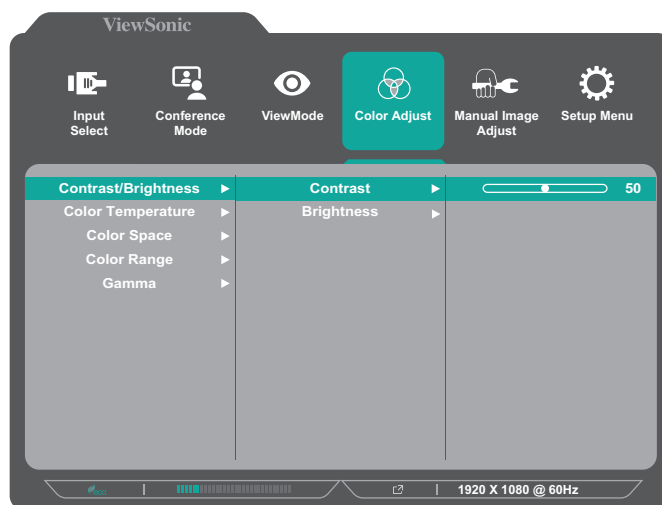 ViewSonic
Input Select
Conference Mode
ViewMode
Color Adjust
Manual Image Adjust
Setup Menu
Contrast/Brightness
Contrast
50
Color Temperature
Brightness
Color Space
Color Range
Gamma
eco
1920 X 1080 @ 60Hz